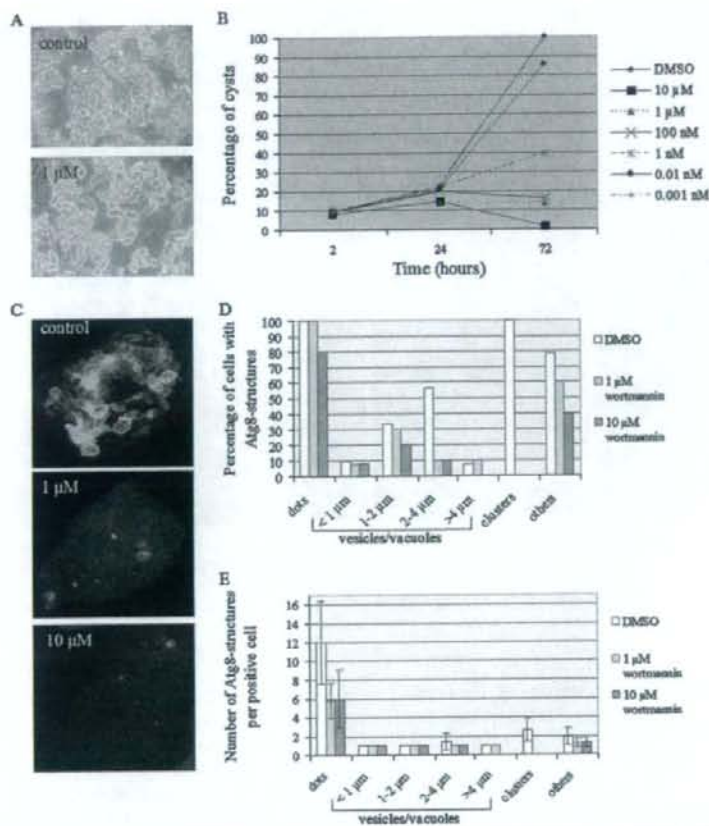 A
control
1 µM
B
Percentage of cysts
100
90
80
70
60
50
40
30
20
10
0
2
24
72
Time (hours)
DMSO
10 µM
1 µM
100 nM
1 nM
0.01 nM
0.001 nM
C
control
1 µM
10 µM
D
Percentage of cells with
Atg8-structures
100
90
80
70
60
50
40
30
20
10
0
dots
< 1 µm
1-2 µm
2-4 µm
>4 µm
clusters
others
vesicles/vacuoles
DMSO
1 µM
wortmannin
10 µM
wortmannin
E
Number of Atg8-structures
per positive cell
16
14
12
10
8
6
4
2
0
dots
< 1 µm
1-2 µm
2-4 µm
>4 µm
clusters
others
vesicles/vacuoles
DMSO
1 µM
wortmannin
10 µM
wortmannin